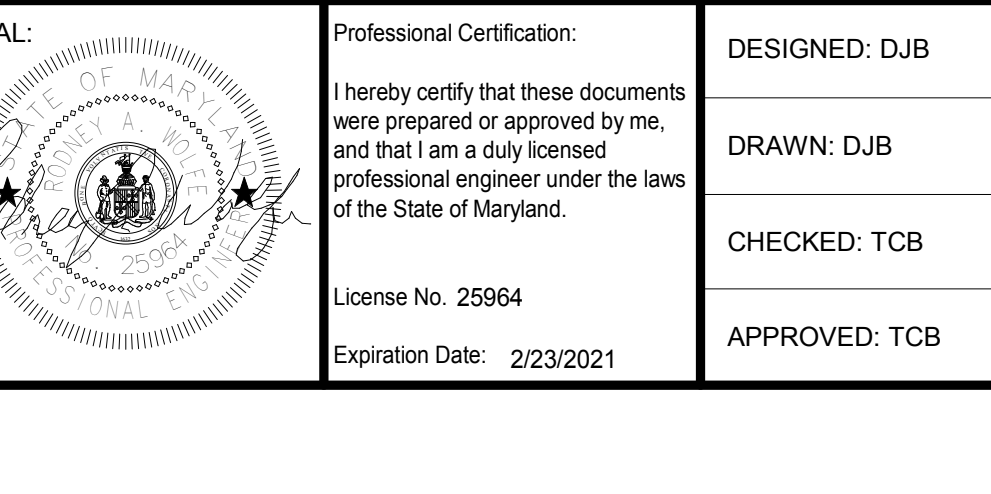 AL:
STATE OF MARYLAND
RODNEY A. WOLFE
No. 25964
PROFESSIONAL ENGINEER
Professional Certification:
I hereby certify that these documents
were prepared or approved by me,
and that I am a duly licensed
professional engineer under the laws
of the State of Maryland.
License No. 25964
Expiration Date: 2/23/2021
DESIGNED: DJB
DRAWN: DJB
CHECKED: TCB
APPROVED: TCB